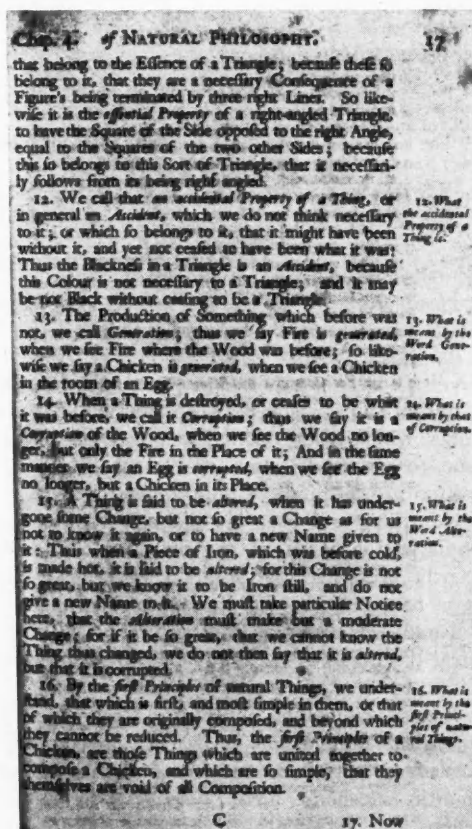 Chap. 4. of NATURAL PHILOSOPHY. 17
that belong to the Essence of a Triangle; because these so
belong to it, that they are a necessary Consequence of a
Figure's being terminated by three right Lines. So like-
wise it is the essential Property of a right-angled Triangle,
to have the Square of the Side opposed to the right Angle,
equal to the Squares of the two other Sides; because
this so belongs to this Sort of Triangle, that it necessari-
ly follows from its being right angled.
12. We call that an accidental Property of a Thing, or
in general an Accident, which we do not think necessary
to it; or which so belongs to it, that it might have been
without it, and yet not ceased to have been what it was;
Thus the Blackness in a Triangle is an Accident, because
this Colour is not necessary to a Triangle; and it may
be not Black without ceasing to be a Triangle.
12. What
the accidental
Property of a
Thing is.
13. The Production of Something which before was
not, we call Generation; thus we say Fire is generated,
when we see Fire where the Wood was before; so like-
wise we say a Chicken is generated, when we see a Chicken
in the room of an Egg.
13. What is
meant by the
Word Gene-
ration.
14. When a Thing is destroyed, or ceases to be what
it was before, we call it Corruption; thus we say it is a
Corruption of the Wood, when we see the Wood no lon-
ger, but only the Fire in the Place of it; And in the same
manner we say an Egg is corrupted, when we see the Egg
no longer, but a Chicken in its Place.
14. What is
meant by that
of Corruption.
15. A Thing is said to be altered, when it has under-
gone some Change, but not so great a Change as for us
not to know it again, or to have a new Name given to
it: Thus when a Piece of Iron, which was before cold,
is made hot, it is said to be altered; for this Change is not
so great, but we know it to be Iron still, and do not
give a new Name to it. We must take particular Notice
here, that the Alteration must make but a moderate
Change; for if it be so great, that we cannot know the
Thing thus changed, we do not then say that it is altered,
but that it is corrupted.
15. What is
meant by the
Word Alte-
ration.
16. By the first Principles of natural Things, we under-
stand, that which is first, and most simple in them, or that
of which they are originally composed, and beyond which
they cannot be reduced. Thus, the first Principles of a
Chicken, are those Things which are united together to
compose a Chicken, and which are so simple, that they
themselves are void of all Composition.
16. What is
meant by the
first Princi-
ples of natu-
ral Things.
C 17. Now